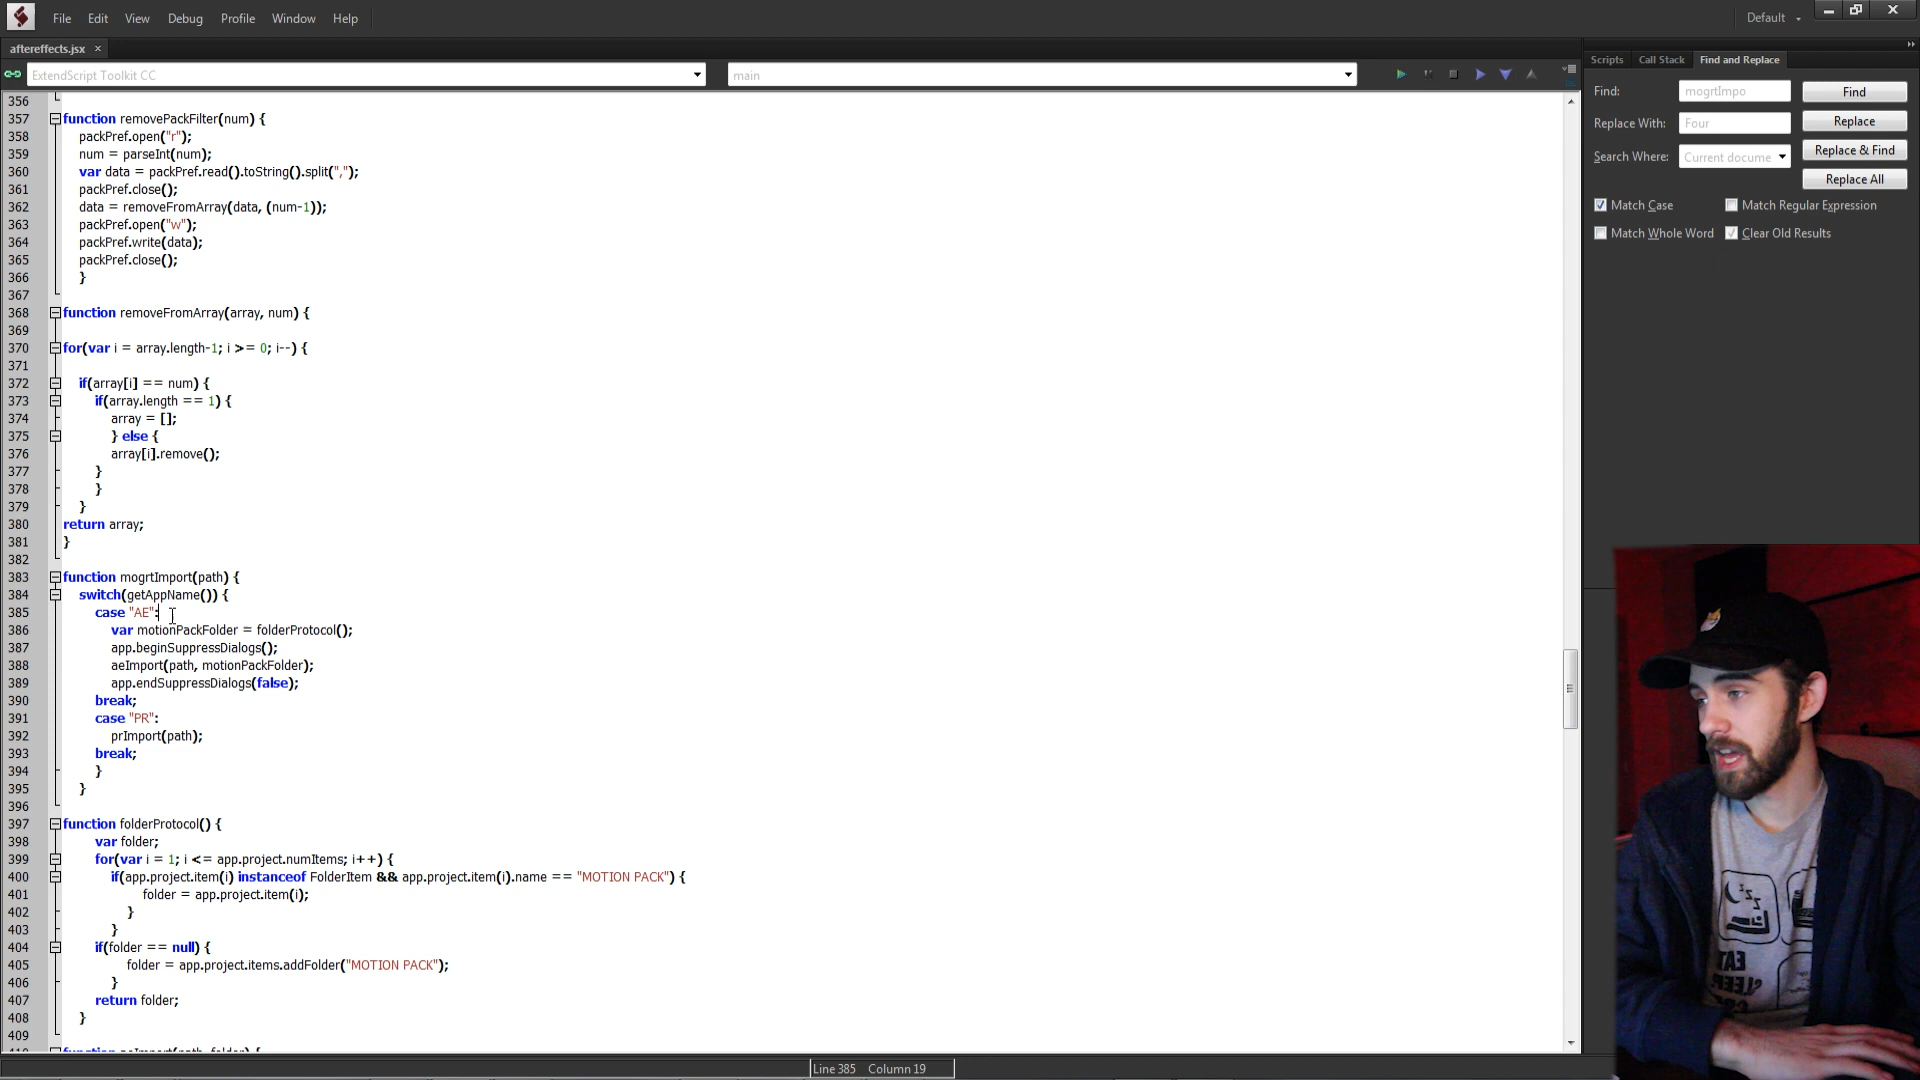 File Edit View Debug Profile Window Help Default
aftereffects.jsx ×
ExtendScript Toolkit CC main
Scripts Call Stack Find and Replace
Find: mogrtImpo Find
Replace With: Four Replace
Search Where: Current docume Replace & Find
Replace All
Match Case Match Regular Expression
Match Whole Word Clear Old Results
356
357 function removePackFilter(num) {
358 packPref.open("r");
359 num = parseInt(num);
360 var data = packPref.read().toString().split(",");
361 packPref.close();
362 data = removeFromArray(data, (num-1));
363 packPref.open("w");
364 packPref.write(data);
365 packPref.close();
366 }
367
368 function removeFromArray(array, num) {
369
370 for(var i = array.length-1; i >= 0; i--) {
371
372 if(array[i] == num) {
373 if(array.length == 1) {
374 array = [];
375 } else {
376 array[i].remove();
377 }
378 }
379 }
380 return array;
381 }
382
383 function mogrtImport(path) {
384 switch(getAppName()) {
385 case "AE":
386 var motionPackFolder = folderProtocol();
387 app.beginSuppressDialogs();
388 aeImport(path, motionPackFolder);
389 app.endSuppressDialogs(false);
390 break;
391 case "PR":
392 prImport(path);
393 break;
394 }
395 }
396
397 function folderProtocol() {
398 var folder;
399 for(var i = 1; i <= app.project.numItems; i++) {
400 if(app.project.item(i) instanceof FolderItem && app.project.item(i).name == "MOTION PACK") {
401 folder = app.project.item(i);
402 }
403 }
404 if(folder == null) {
405 folder = app.project.items.addFolder("MOTION PACK");
406 }
407 return folder;
408 }
409
Line 385 Column 19
zzz
EAT